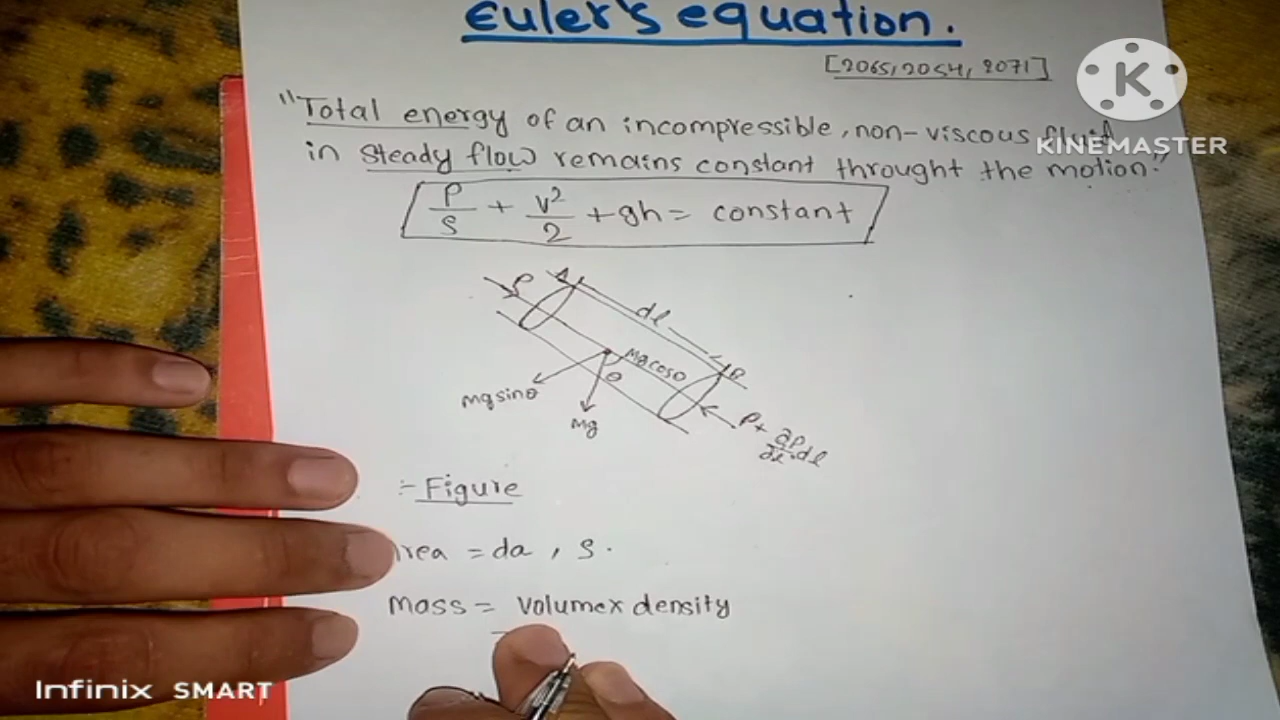 Euler's equation.
[2065, 2054, 2071]
K
KINEMASTER
"Total energy of an incompressible, non-viscous fluid
in steady flow remains constant throught the motion."
P/ρ + v²/2 + gh = constant
P A dl
Mgcosθ B
Mgsinθ θ
Mg
P + ∂P/∂l . dl
:- Figure
Area = da , ρ.
Mass = Volume x density
Infinix SMART